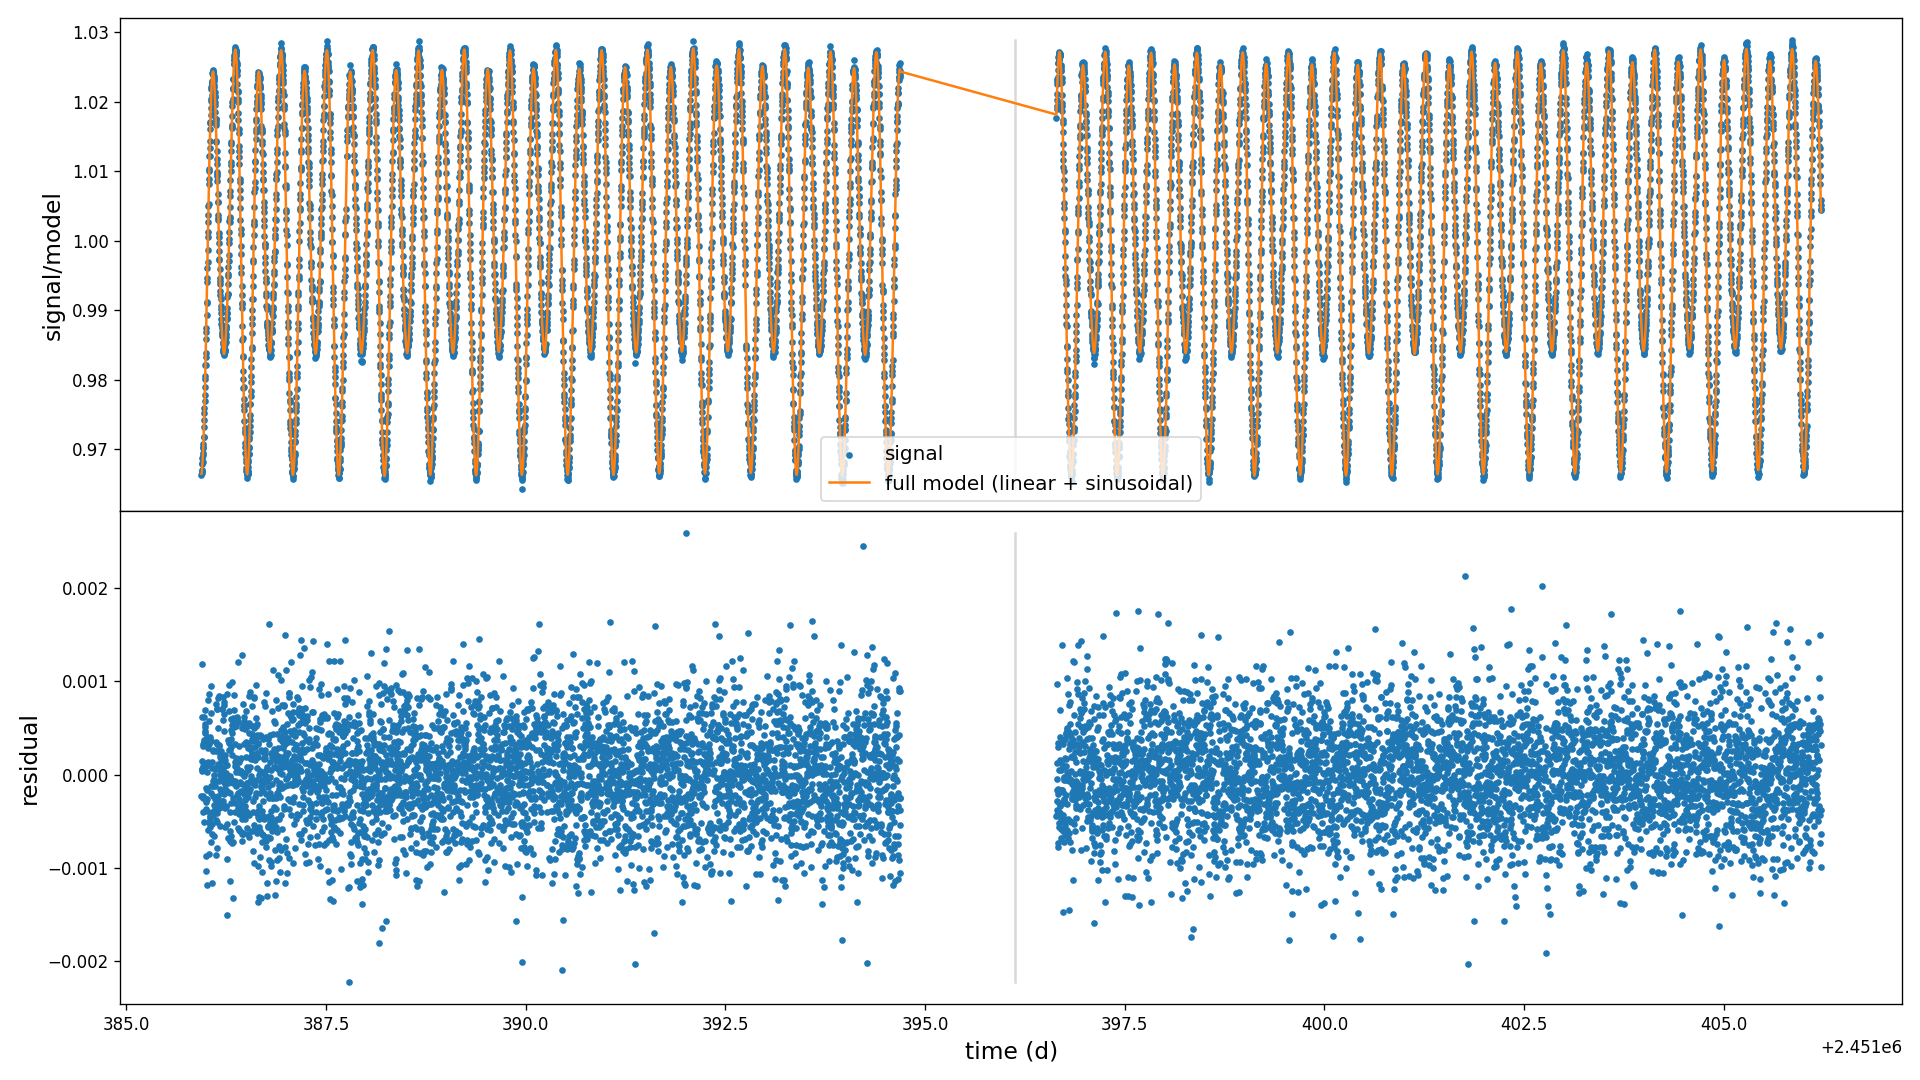 1.03
1.02
1.01
1.00
0.99
0.98
0.97
signal/model
signal
full model (linear + sinusoidal)
0.002
0.001
0.000
−0.001
−0.002
residual
385.0 387.5 390.0 392.5 395.0 397.5 400.0 402.5 405.0
time (d)
+2.451e6